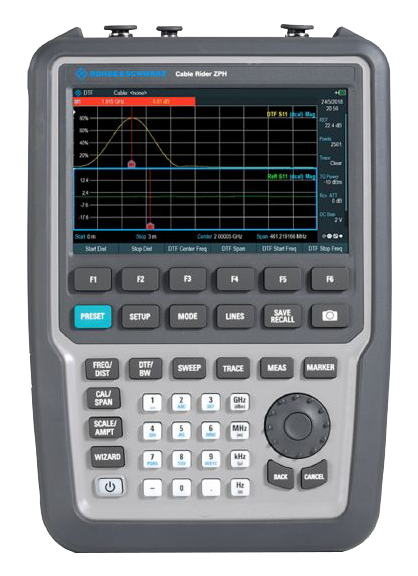 ROHDE & SCHWARZ Cable Rider ZPH
DTF Cable: <none>
24/5/2018
20:56
M1 1.815 GHz
DTF S11 (dcal) Mag
80%
60%
40%
20%
REF
22.4 dB
Points
2501
Trace
Clear
TG Power
-10 dBm
Rcv. ATT
0 dB
DC Bias
2 V
Refl S11 (dcal) Mag
12.4
2.4
-7.6
-17.6
Start 0 m Stop 3 m Center 2.00005 GHz Span -461.219166 MHz
Start Dist Stop Dist DTF Center Freq DTF Span DTF Start Freq DTF Stop Freq
F1 F2 F3 F4 F5 F6
PRESET SETUP MODE LINES SAVE RECALL
FREQ/DIST DTF/BW SWEEP TRACE MEAS MARKER
CAL/SPAN
1 2 ABC 3 DEF GHz (dBm)
SCALE/AMPT
4 GHI 5 JKL 6 MNO MHz (m)
WIZARD
7 PQRS 8 TUV 9 WXYZ kHz (µ)
BACK CANCEL
− 0 . Hz (n)